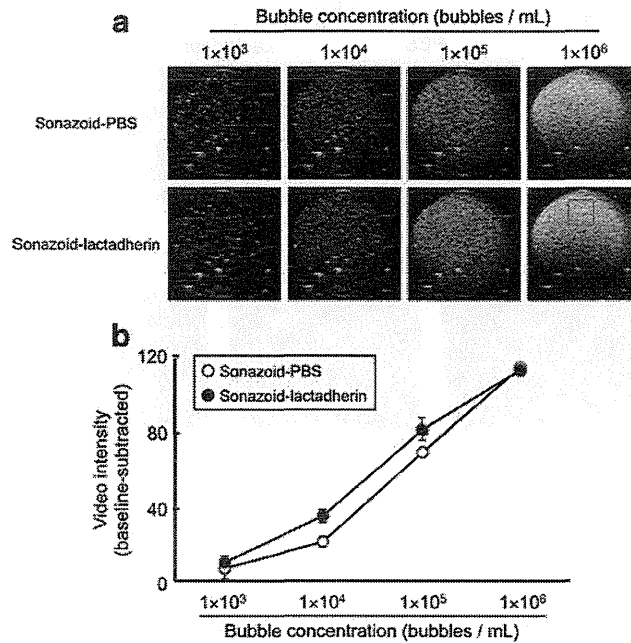 a
Bubble concentration (bubbles / mL)
1×10³ 1×10⁴ 1×10⁵ 1×10⁶
Sonazoid-PBS
Sonazoid-lactadherin
b
120
80
40
0
Video intensity
(baseline-subtracted)
Sonazoid-PBS
Sonazoid-lactadherin
1×10³ 1×10⁴ 1×10⁵ 1×10⁶
Bubble concentration (bubbles / mL)